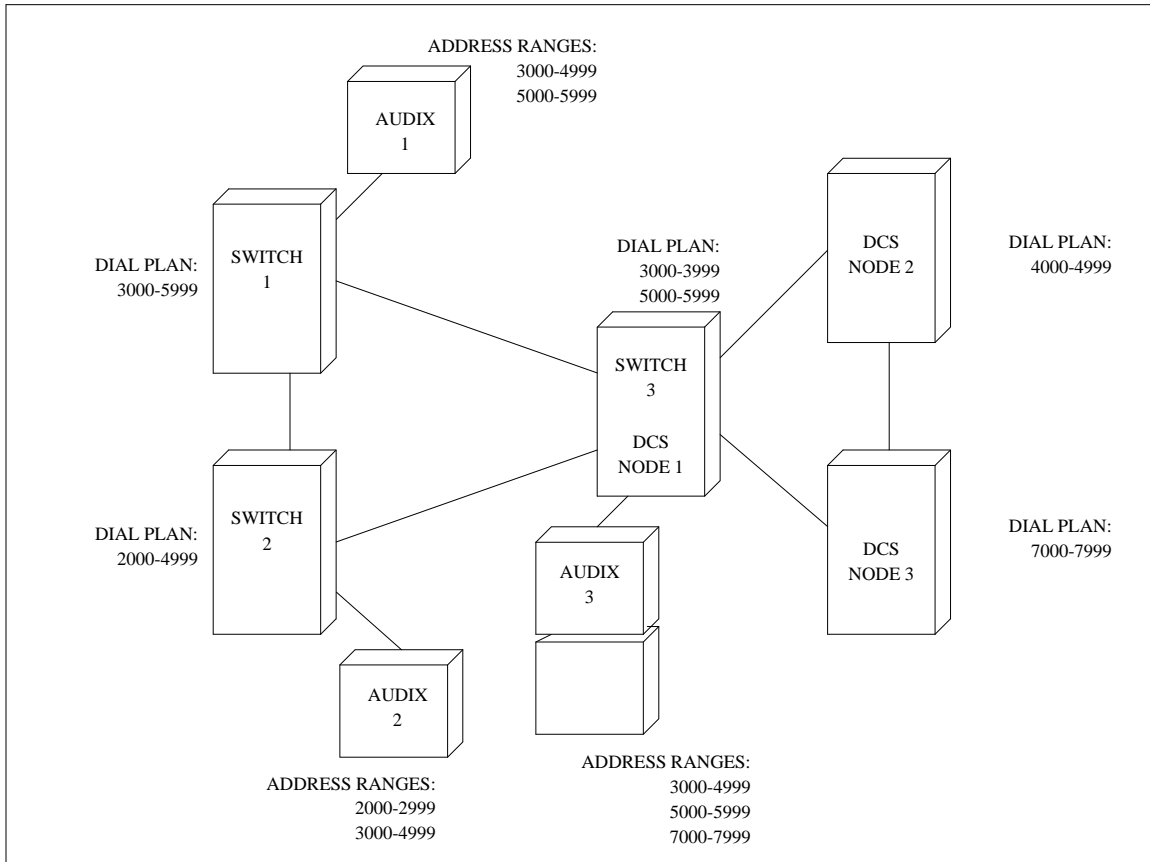 ADDRESS RANGES:
3000-4999
5000-5999
AUDIX
1
DIAL PLAN:
3000-5999
SWITCH
1
DIAL PLAN:
3000-3999
5000-5999
DCS
NODE 2
DIAL PLAN:
4000-4999
SWITCH
3
DCS
NODE 1
DIAL PLAN:
2000-4999
SWITCH
2
AUDIX
3
DCS
NODE 3
DIAL PLAN:
7000-7999
AUDIX
2
ADDRESS RANGES:
2000-2999
3000-4999
ADDRESS RANGES:
3000-4999
5000-5999
7000-7999